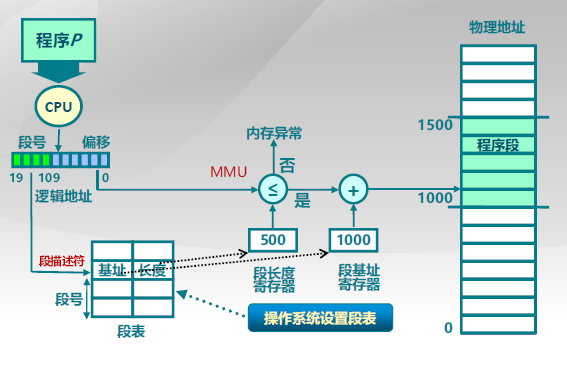 程序P
CPU
段号
偏移
19
109
0
逻辑地址
MMU
内存异常
否
≤
是
+
500
1000
段长度
寄存器
段基址
寄存器
段描述符
基址
长度
段号
段表
操作系统设置段表
物理地址
1500
程序段
1000
0